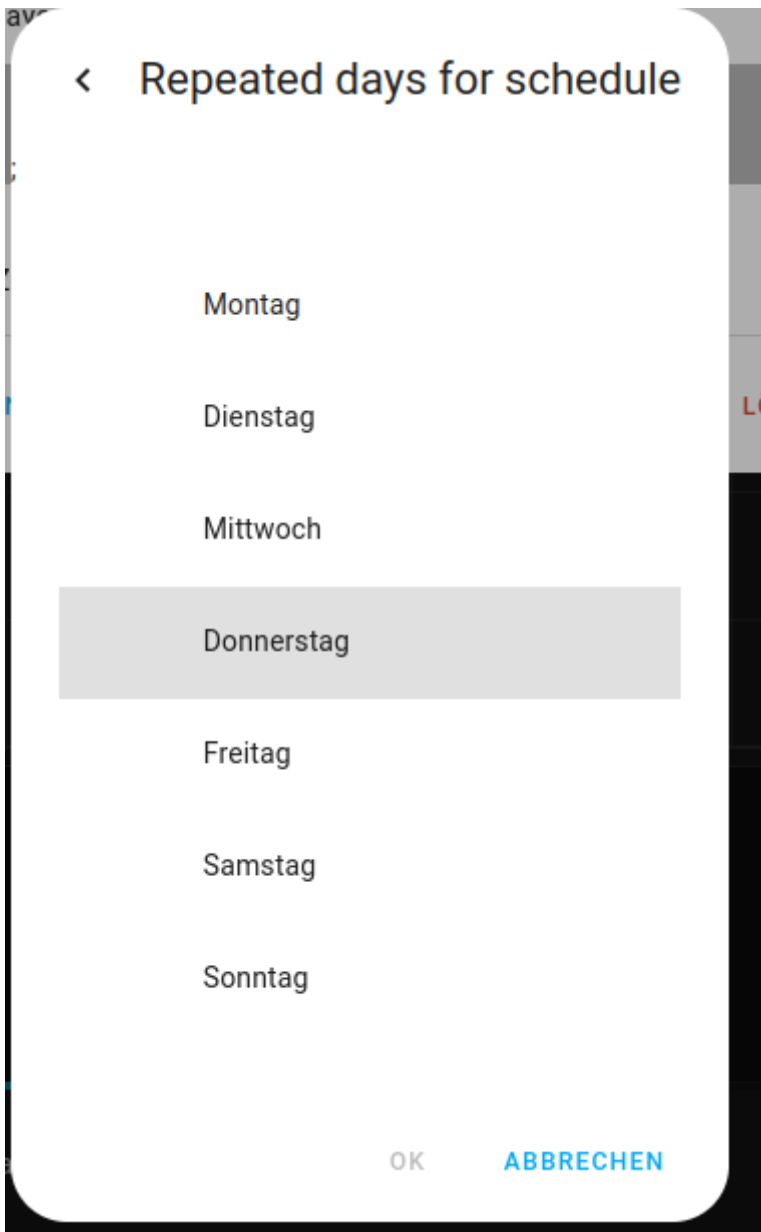 Repeated days for schedule
Montag
Dienstag
Mittwoch
Donnerstag
Freitag
Samstag
Sonntag
OK
ABBRECHEN